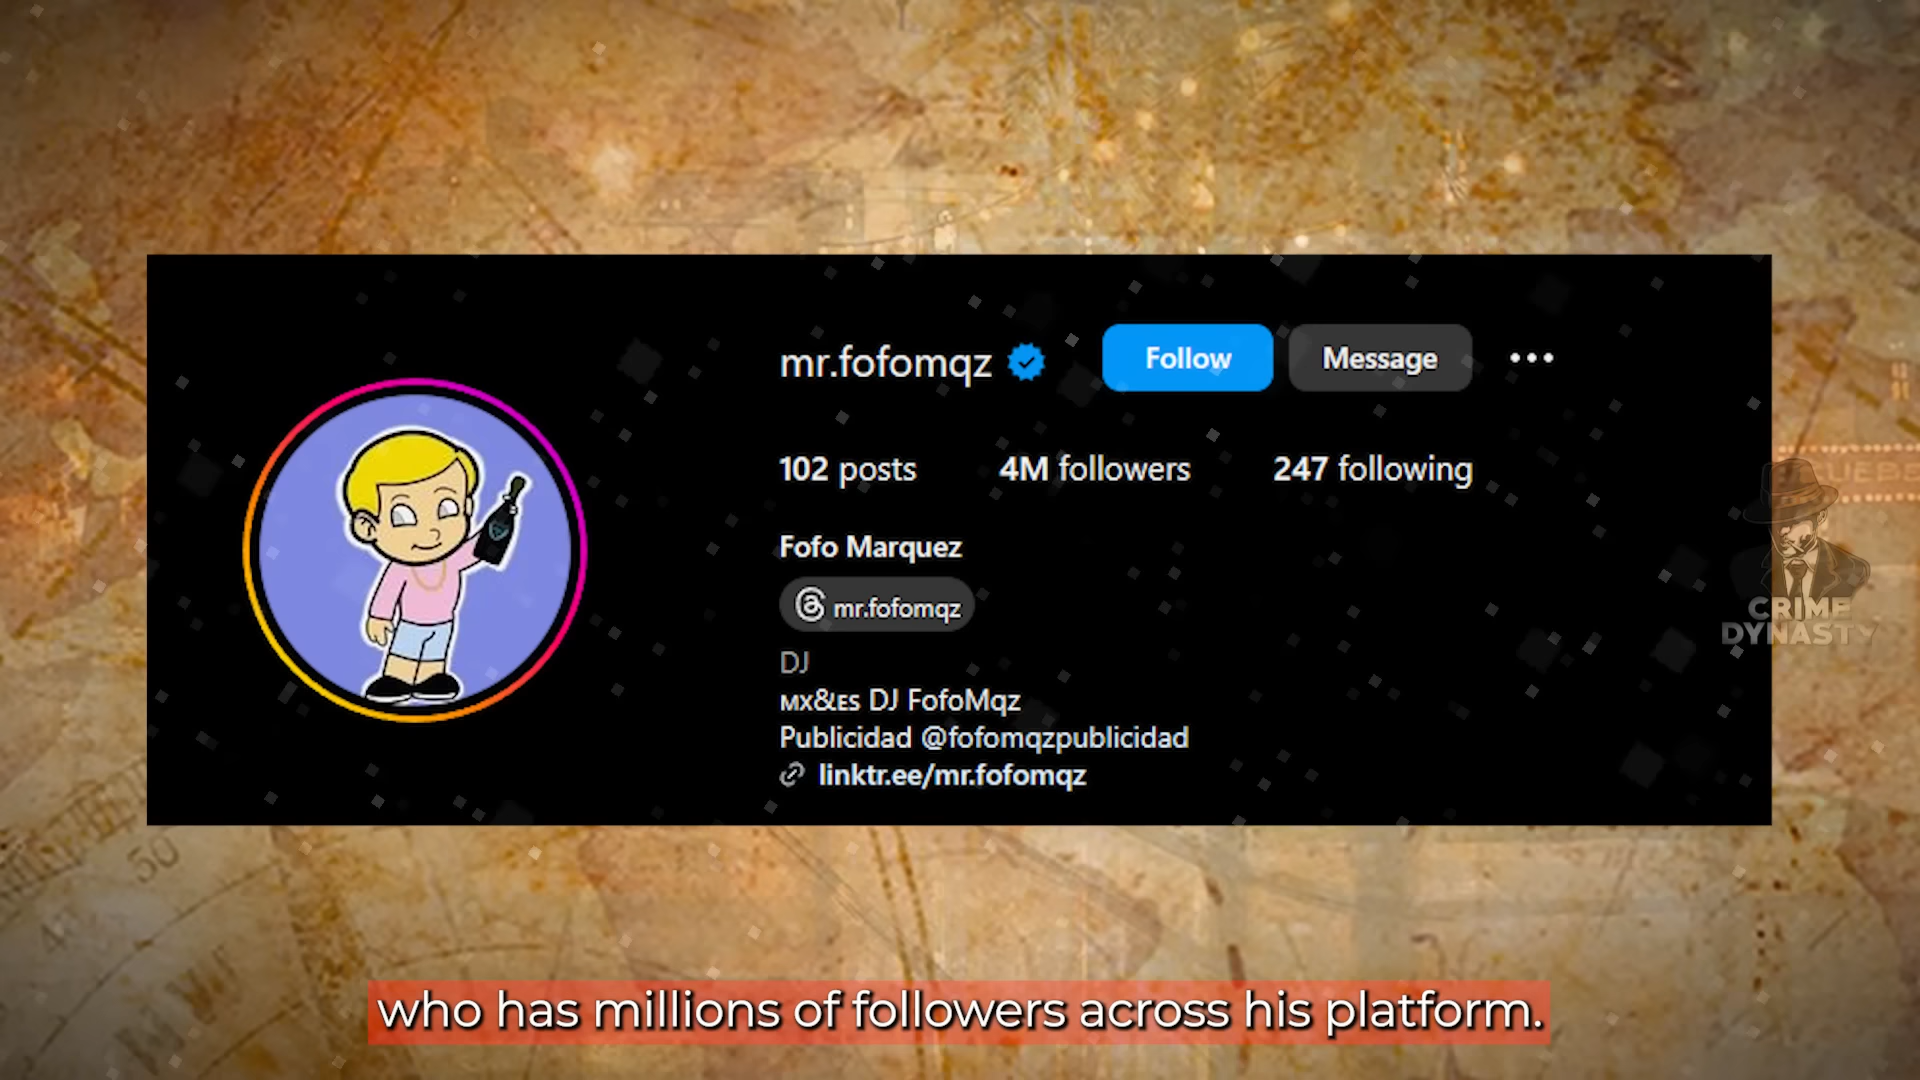 mr.fofomqz
Follow
Message
102 posts
4M followers
247 following
Fofo Marquez
mr.fofomqz
DJ
MX&ES DJ FofoMqz
Publicidad @fofomqzpublicidad
linktr.ee/mr.fofomqz
CRIME
DYNASTY
50
who has millions of followers across his platform.